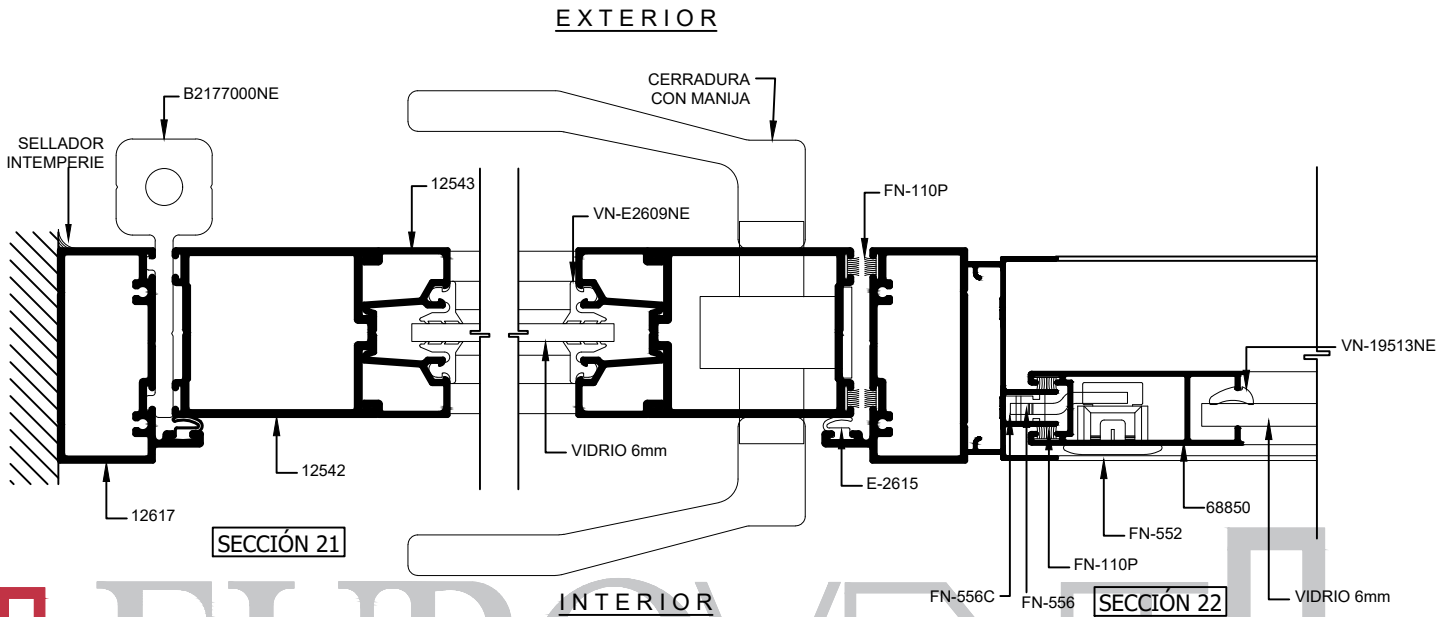 EXTERIOR
B2177000NE
SELLADOR
INTEMPERIE
CERRADURA
CON MANIJA
12543
VN-E2609NE
FN-110P
VN-19513NE
VIDRIO 6mm
12542
12617
E-2615
68850
FN-552
FN-110P
FN-556C
FN-556
VIDRIO 6mm
SECCIÓN 21
SECCIÓN 22
INTERIOR